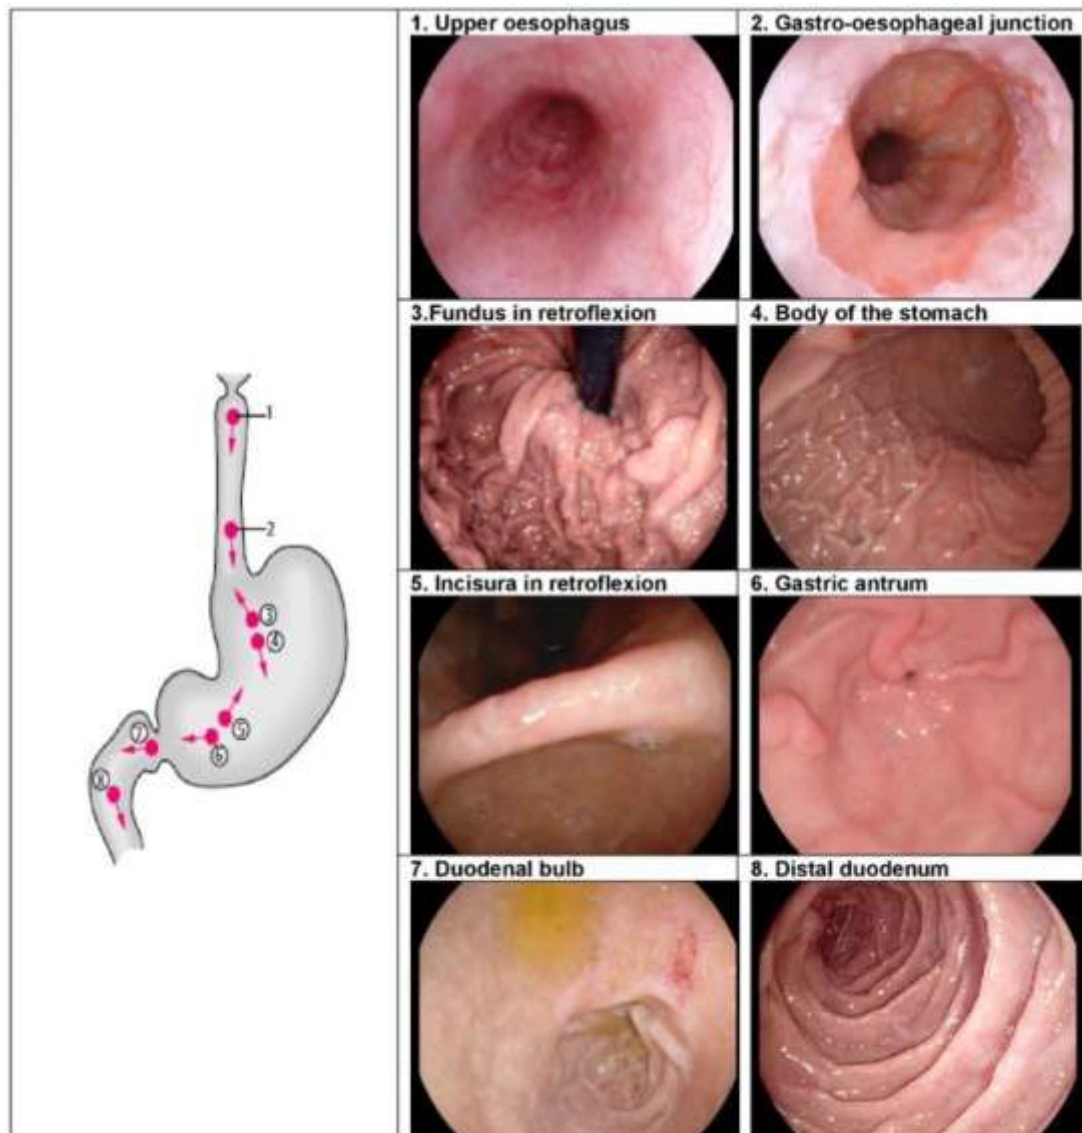 1. Upper oesophagus
2. Gastro-oesophageal junction
3.Fundus in retroflexion
4. Body of the stomach
5. Incisura in retroflexion
6. Gastric antrum
7. Duodenal bulb
8. Distal duodenum
1
2
3
4
5
6
7
8